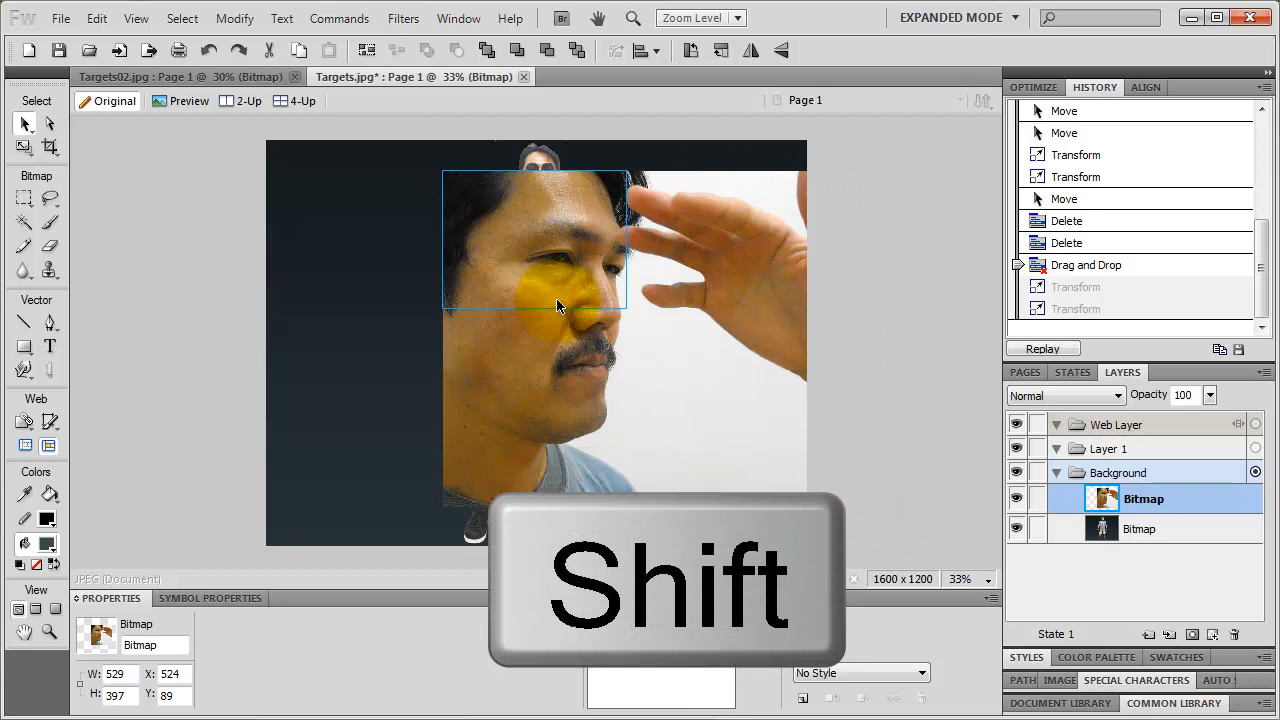 Fw File Edit View Select Modify Text Commands Filters Window Help Br Zoom Level EXPANDED MODE
Targets02.jpg : Page 1 @ 30% (Bitmap) Targets.jpg* : Page 1 @ 33% (Bitmap)
Original Preview 2-Up 4-Up Page 1
Select
Bitmap
Vector
T
Web
Colors
View
OPTIMIZE HISTORY ALIGN
Move
Move
Transform
Transform
Move
Delete
Delete
Drag and Drop
Transform
Transform
Replay
PAGES STATES LAYERS
Normal Opacity 100
Web Layer
Layer 1
Background
Bitmap
Bitmap
State 1
STYLES COLOR PALETTE SWATCHES
PATH IMAGE SPECIAL CHARACTERS AUTO
DOCUMENT LIBRARY COMMON LIBRARY
Shift
JPEG (Document) 1600 x 1200 33%
PROPERTIES SYMBOL PROPERTIES
Bitmap
Bitmap
W: 529 X: 524
H: 397 Y: 89
No Style